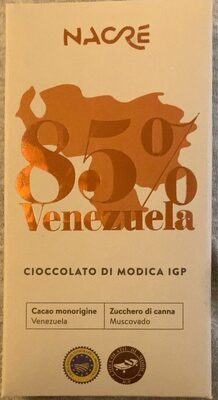 NACRÉ
85%
Venezuela
CIOCCOLATO DI MODICA IGP
Cacao monorigine
Venezuela
Zucchero di canna
Muscovado